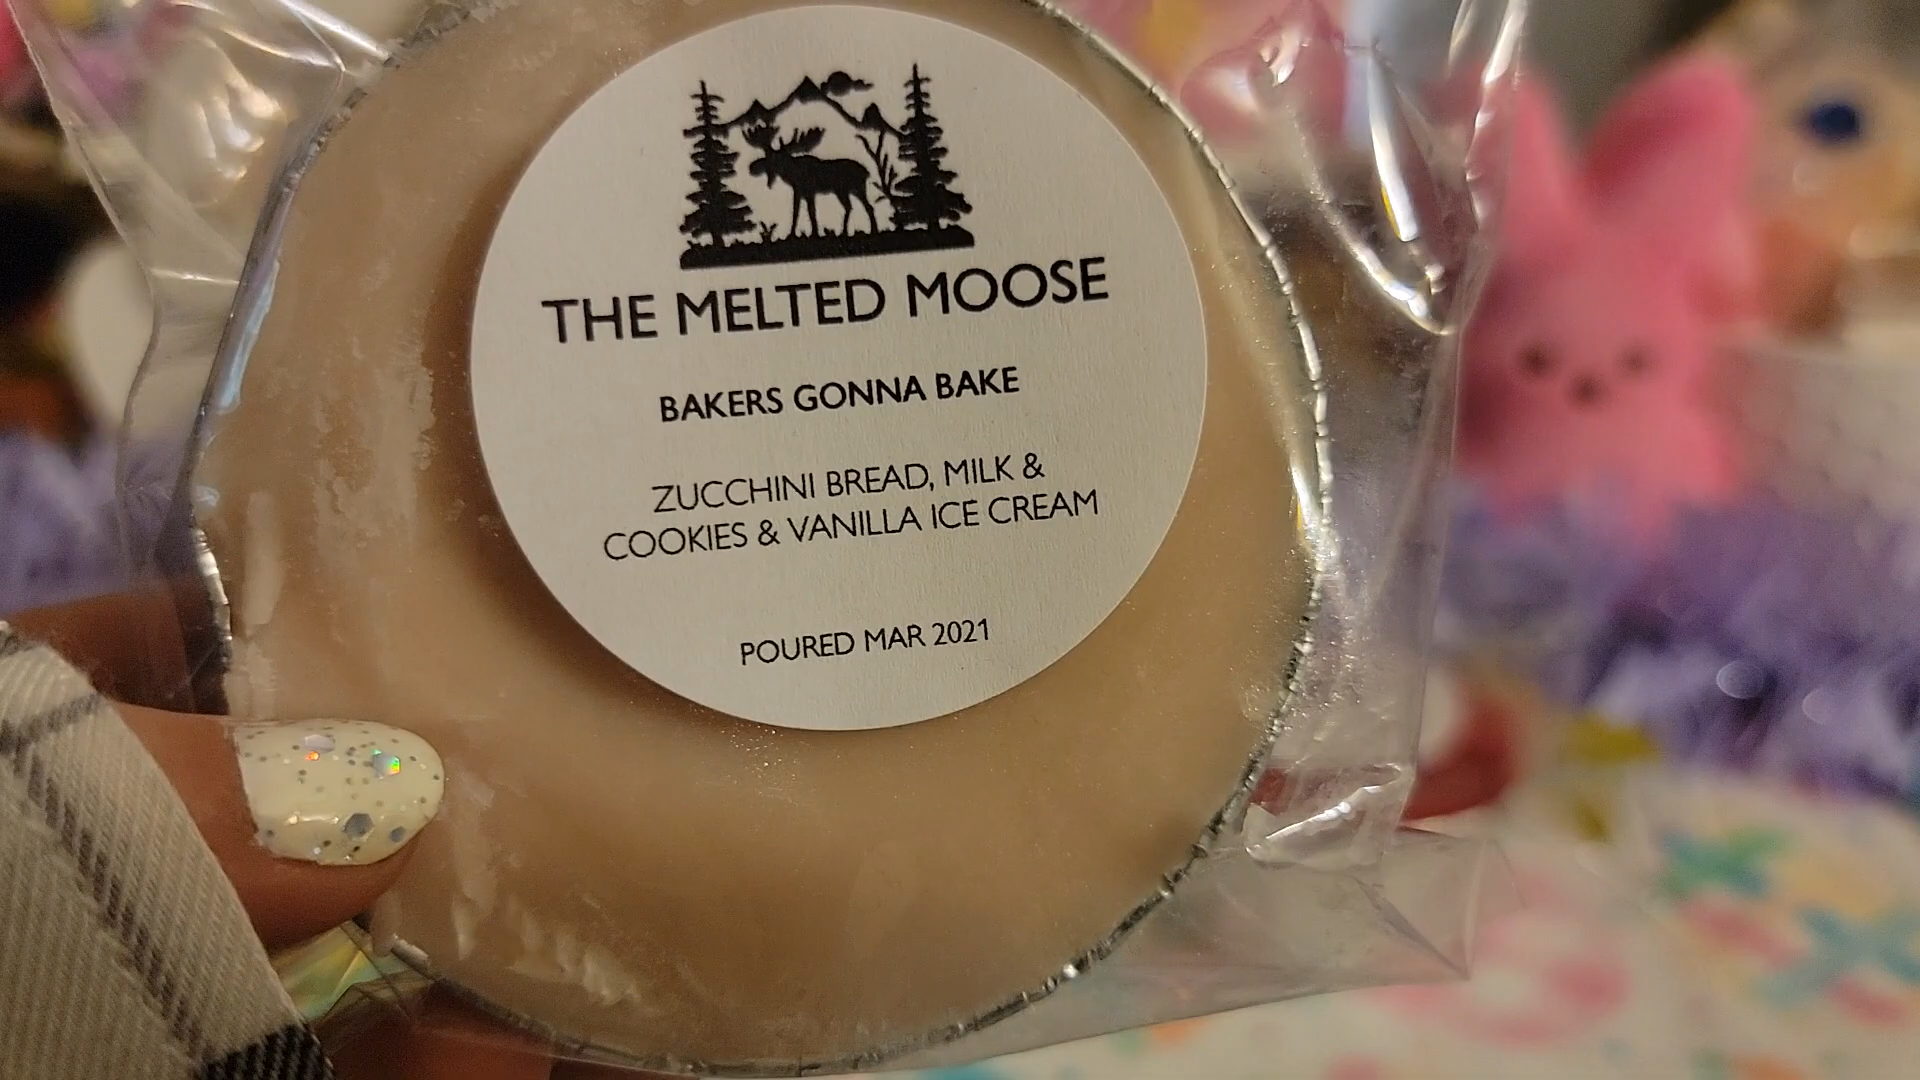 THE MELTED MOOSE
BAKERS GONNA BAKE
ZUCCHINI BREAD, MILK &
COOKIES & VANILLA ICE CREAM
POURED MAR 2021